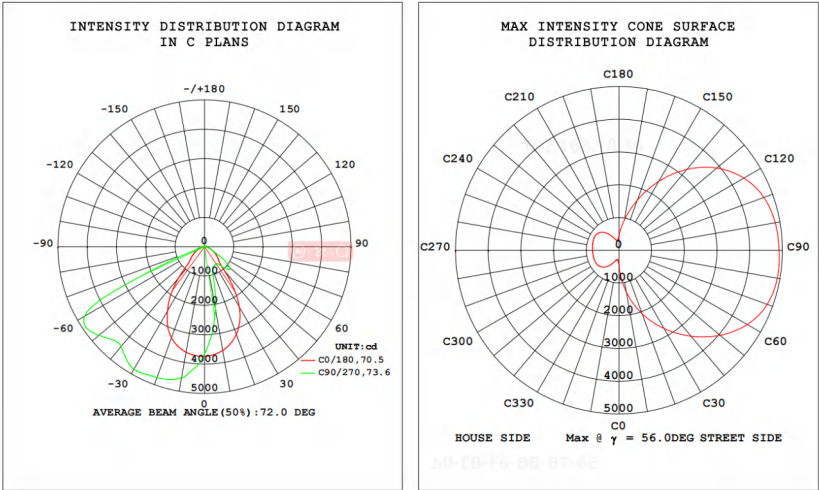 INTENSITY DISTRIBUTION DIAGRAM
IN C PLANS
-/+180
-150
150
-120
120
-90
0
90
1000
2000
-60
3000
60
UNIT:cd
4000
C0/180,70.5
C90/270,73.6
-30
30
5000
0
AVERAGE BEAM ANGLE(50%):72.0 DEG
MAX INTENSITY CONE SURFACE
DISTRIBUTION DIAGRAM
C180
C210
C150
C240
C120
C270
0
C90
1000
2000
C300
3000
C60
4000
C330
C30
5000
C0
HOUSE SIDE
Max @ γ = 56.0DEG
STREET SIDE